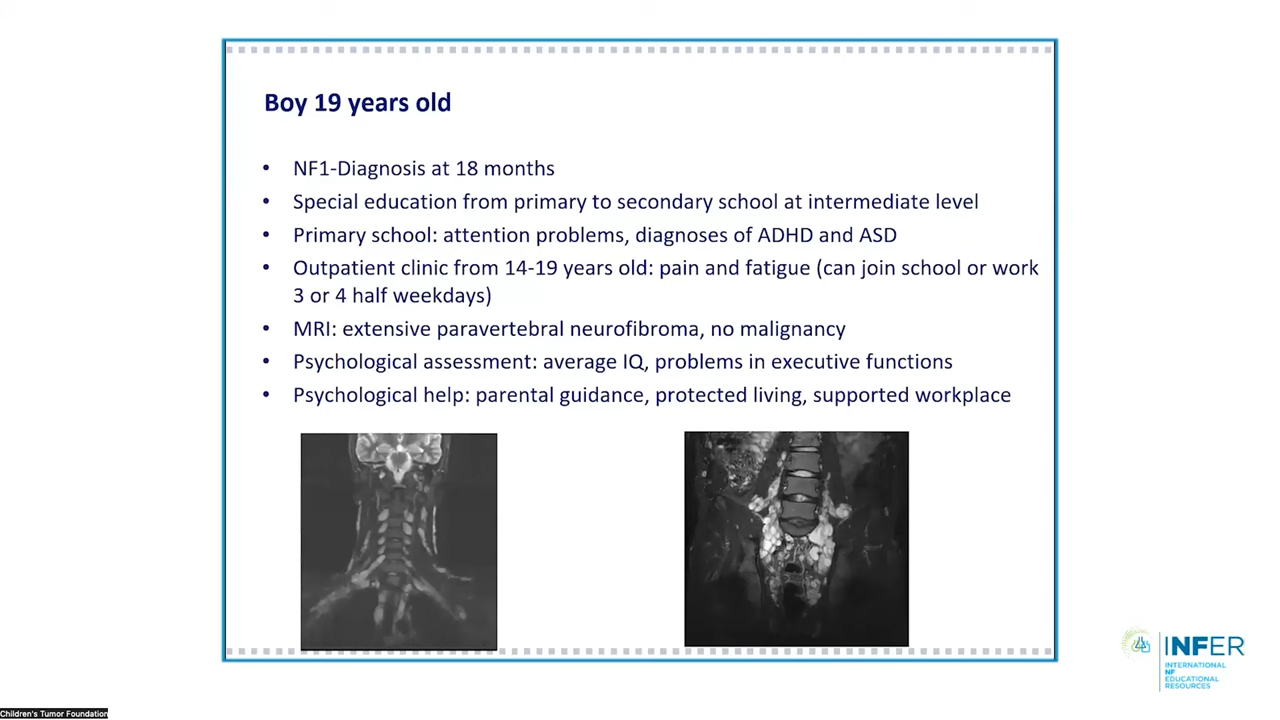 Boy 19 years old
• NF1-Diagnosis at 18 months
• Special education from primary to secondary school at intermediate level
• Primary school: attention problems, diagnoses of ADHD and ASD
• Outpatient clinic from 14-19 years old: pain and fatigue (can join school or work
3 or 4 half weekdays)
• MRI: extensive paravertebral neurofibroma, no malignancy
• Psychological assessment: average IQ, problems in executive functions
• Psychological help: parental guidance, protected living, supported workplace
INFER
INTERNATIONAL
NF
EDUCATIONAL
RESOURCES
Children's Tumor Foundation